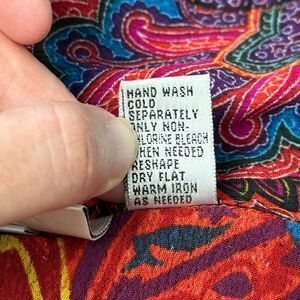 HAND WASH
COLD
SEPARATELY
ONLY NON-
CHLORINE BLEACH
WHEN NEEDED
RESHAPE
DRY FLAT
WARM IRON
AS NEEDED